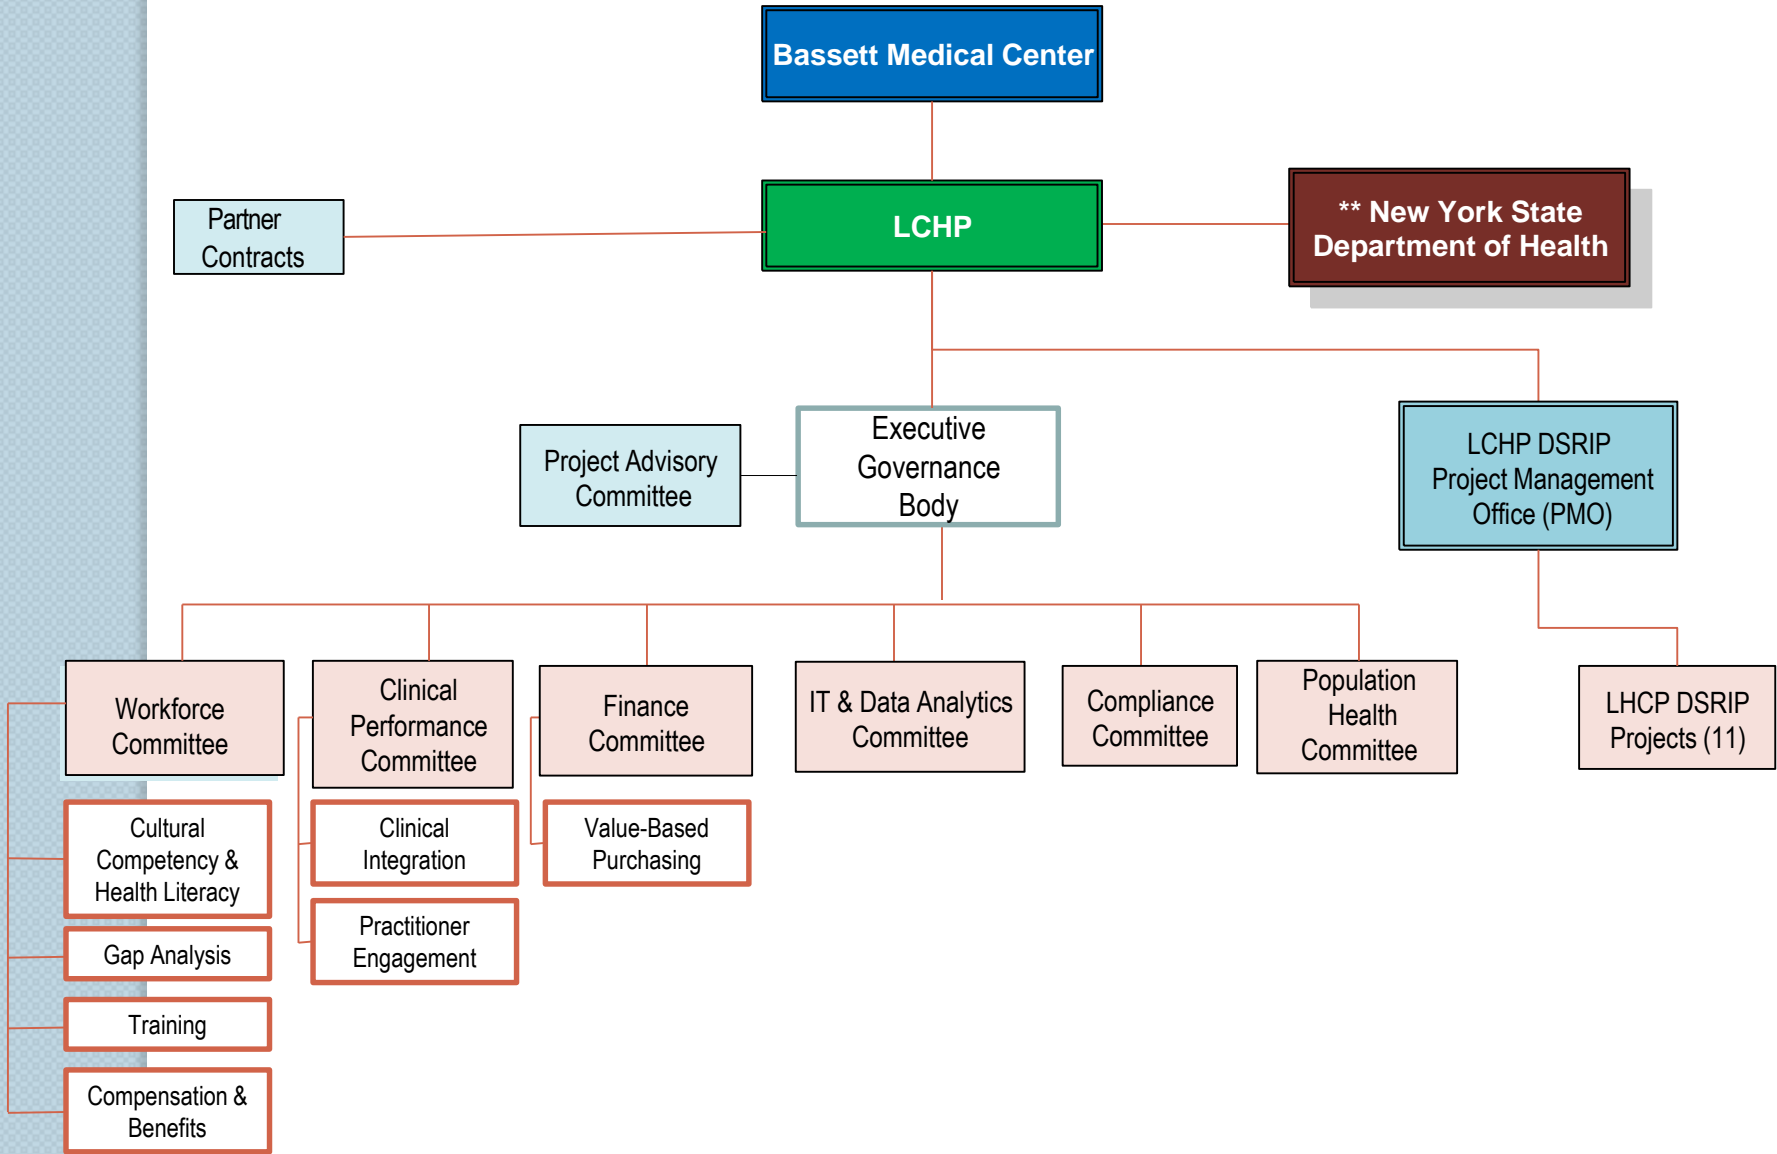 Bassett Medical Center
LCHP
** New York State
Department of Health
Partner
Contracts
Executive
Governance
Body
Project Advisory
Committee
LCHP DSRIP
Project Management
Office (PMO)
Workforce
Committee
Clinical
Performance
Committee
Finance
Committee
IT & Data Analytics
Committee
Compliance
Committee
Population
Health
Committee
LHCP DSRIP
Projects (11)
Cultural
Competency &
Health Literacy
Gap Analysis
Training
Compensation &
Benefits
Clinical
Integration
Practitioner
Engagement
Value-Based
Purchasing